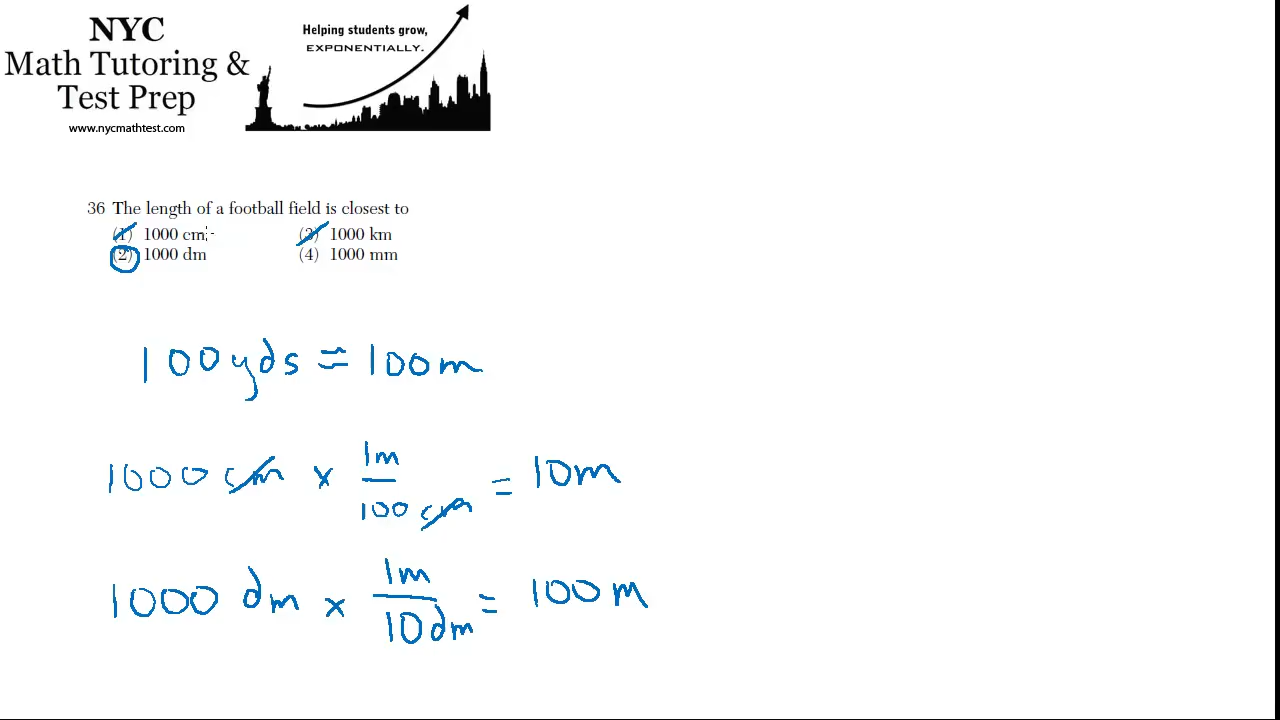 NYC
Math Tutoring &
Test Prep
www.nycmathtest.com
Helping students grow,
EXPONENTIALLY.
36 The length of a football field is closest to
(1) 1000 cm (3) 1000 km
(2) 1000 dm (4) 1000 mm
100 yds = 100m
1000 cm x 1m/100 cm = 10m
1000 dm x 1m/10dm = 100 m